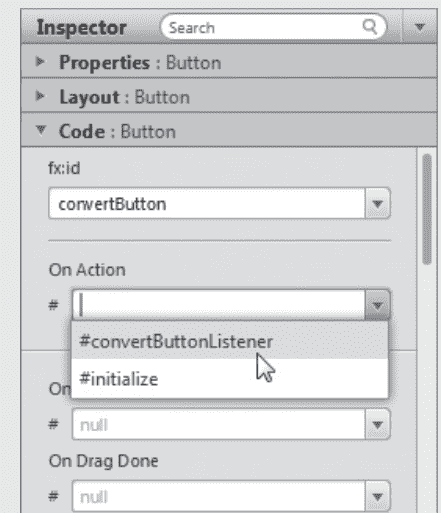 Inspector Search
Properties : Button
Layout : Button
Code : Button
fx:id
convertButton
On Action
#
#convertButtonListener
#initialize
On
# null
On Drag Done
# null